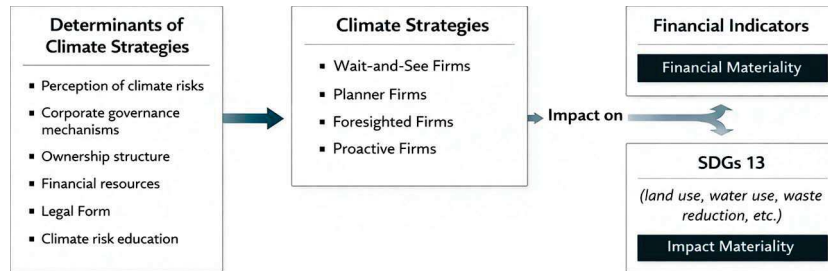 Determinants of
Climate Strategies
▪ Perception of climate risks
▪ Corporate governance
mechanisms
▪ Ownership structure
▪ Financial resources
▪ Legal Form
▪ Climate risk education
Climate Strategies
▪ Wait-and-See Firms
▪ Planner Firms
▪ Foresighted Firms
▪ Proactive Firms
Impact on
Financial Indicators
Financial Materiality
SDGs 13
(land use, water use, waste
reduction, etc.)
Impact Materiality